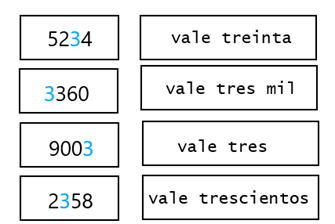 5234 vale treinta
3360 vale tres mil
9003 vale tres
2358 vale trescientos